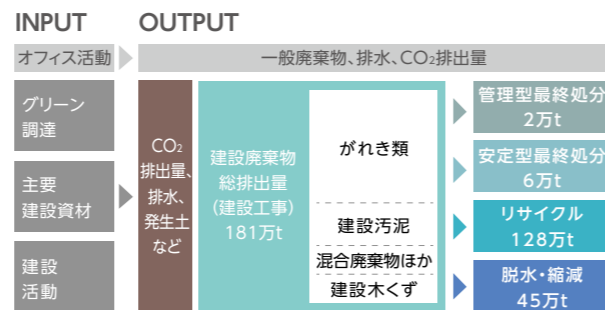 INPUT
OUTPUT
オフィス活動
一般廃棄物、排水、CO₂排出量
グリーン
調達
主要
建設資材
建設
活動
CO₂
排出量、
排水、
発生土
など
建設廃棄物
総排出量
(建設工事)
181万t
がれき類
建設汚泥
混合廃棄物ほか
建設木くず
管理型最終処分
2万t
安定型最終処分
6万t
リサイクル
128万t
脱水・縮減
45万t